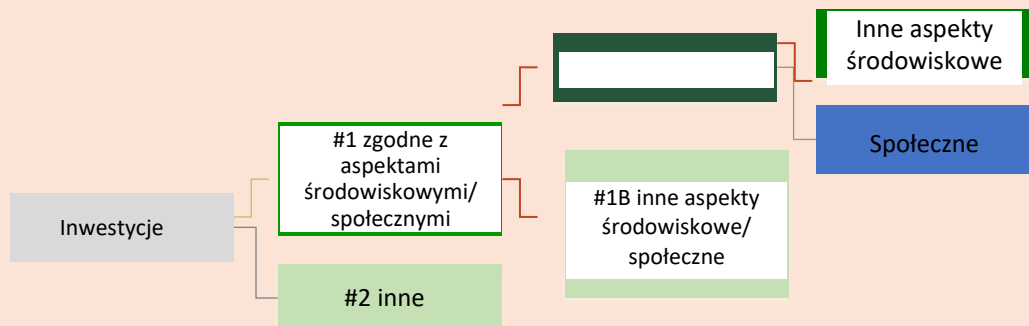 Inne aspekty
środowiskowe
Społeczne
#1 zgodne z
aspektami
środowiskowymi/
społecznymi
#1B inne aspekty
środowiskowe/
społeczne
Inwestycje
#2 inne